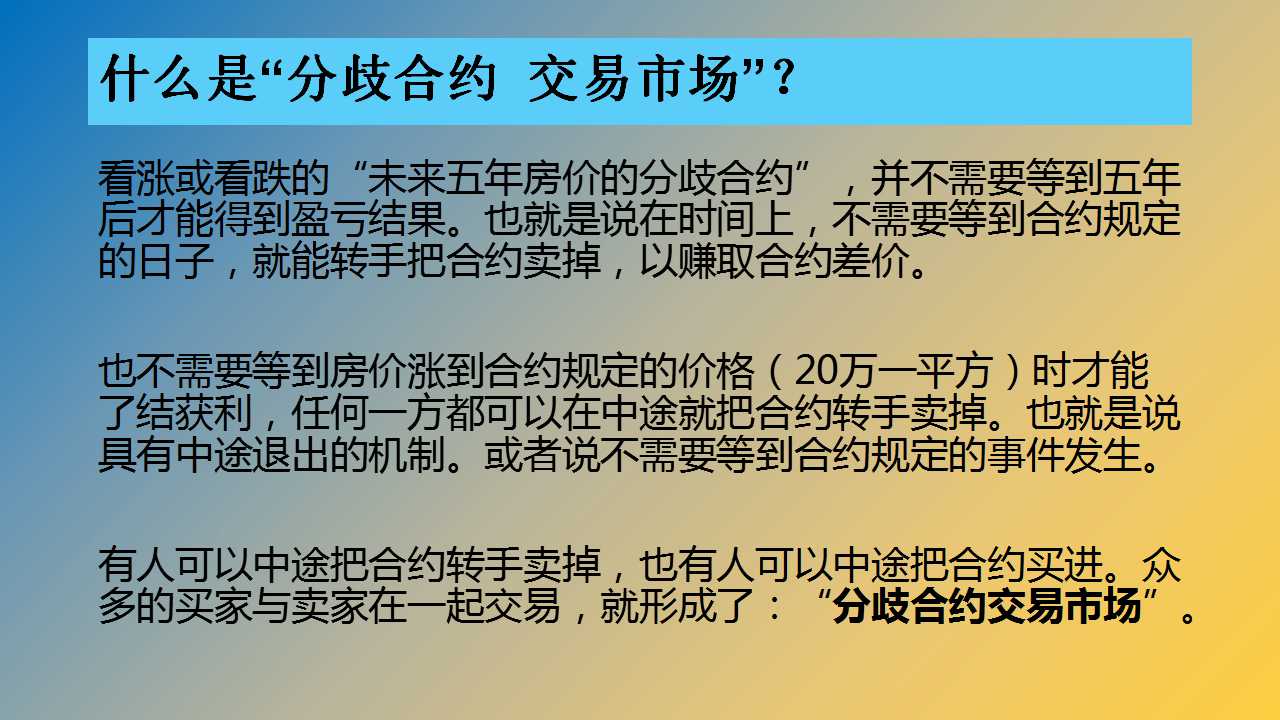 什么是“分歧合约 交易市场”？
看涨或看跌的“未来五年房价的分歧合约”，并不需要等到五年
后才能得到盈亏结果。也就是说在时间上，不需要等到合约规定
的日子，就能转手把合约卖掉，以赚取合约差价。
也不需要等到房价涨到合约规定的价格（20万一平方）时才能
了结获利，任何一方都可以在中途就把合约转手卖掉。也就是说
具有中途退出的机制。或者说不需要等到合约规定的事件发生。
有人可以中途把合约转手卖掉，也有人可以中途把合约买进。众
多的买家与卖家在一起交易，就形成了：“分歧合约交易市场”。